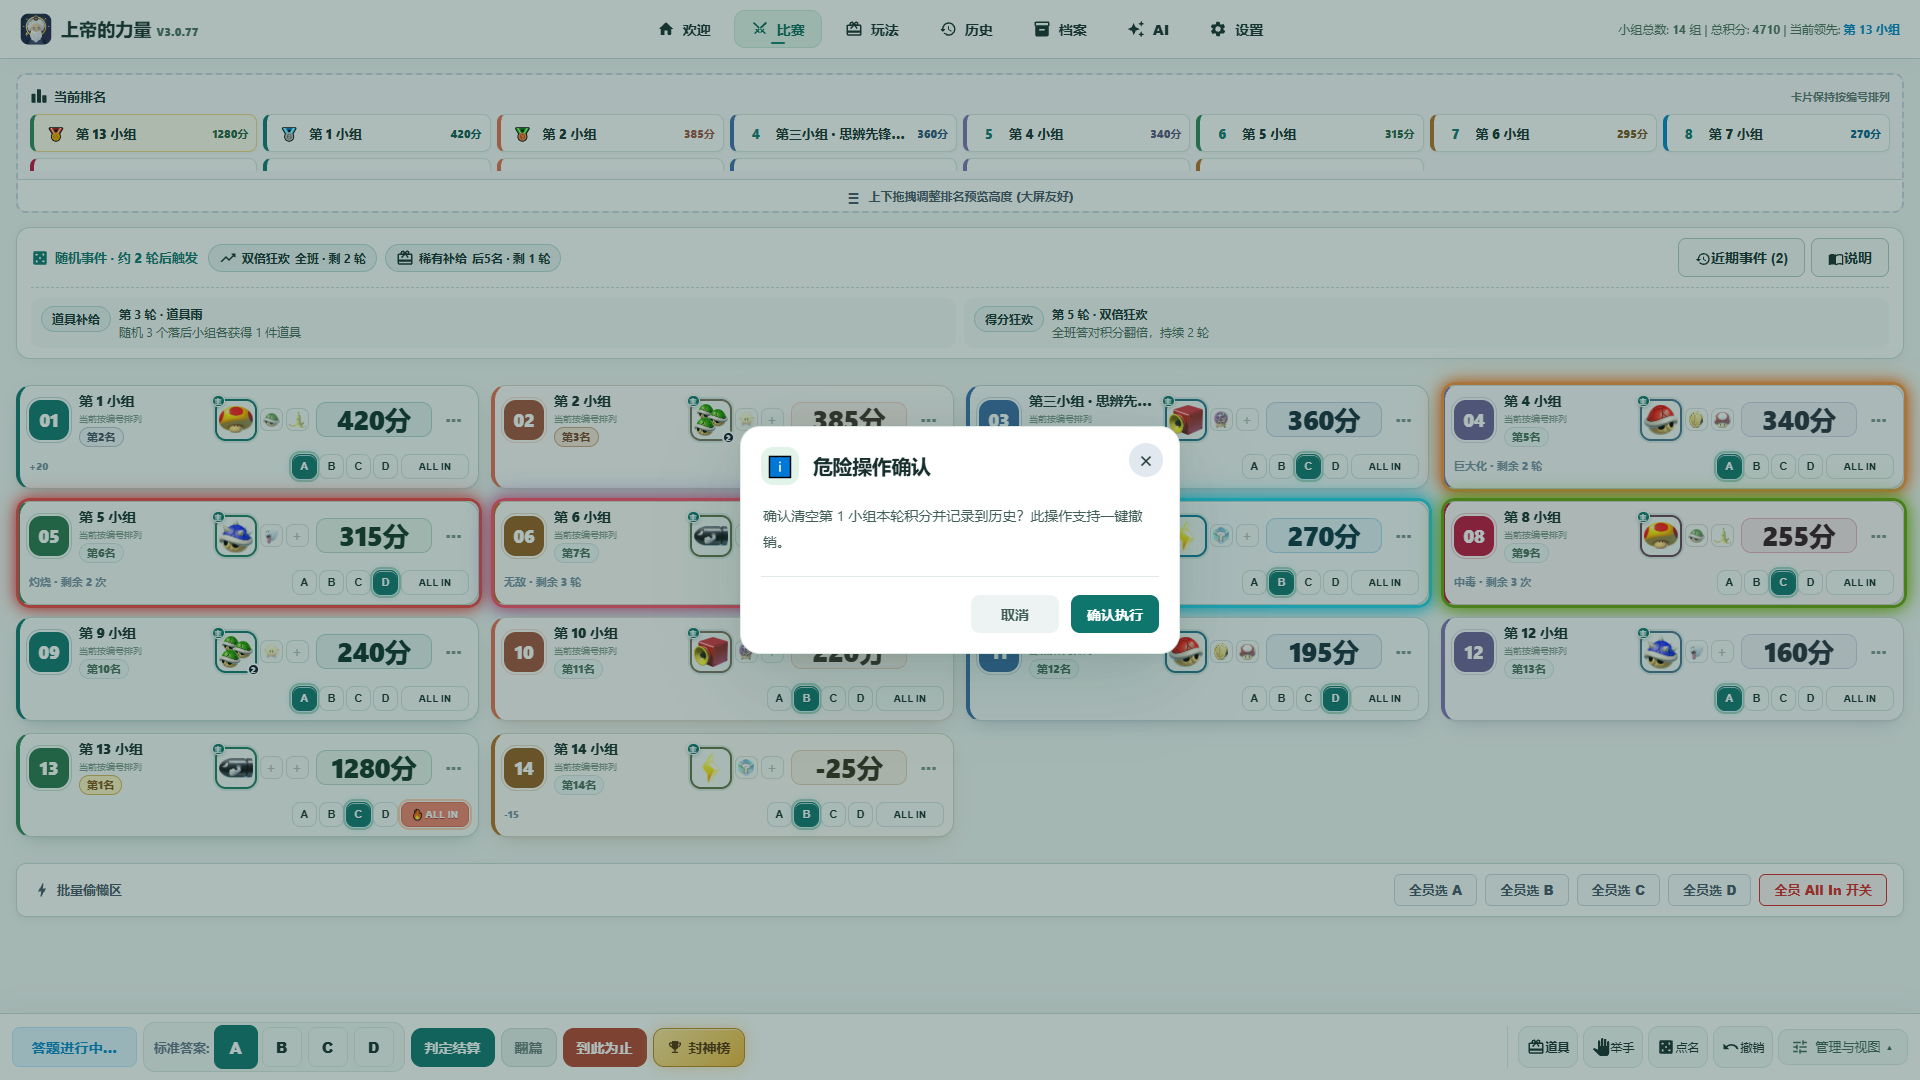 上帝的力量 V3.0.77
欢迎
比赛
玩法
历史
档案
AI
设置
小组总数: 14 组 | 总积分: 4710 | 当前领先: 第 13 小组
当前排名
卡片保持按编号排列
第 13 小组 1280分
第 1 小组 420分
第 2 小组 385分
4 第三小组 · 思辨先锋... 360分
5 第 4 小组 340分
6 第 5 小组 315分
7 第 6 小组 295分
8 第 7 小组 270分
上下拖拽调整排名预览高度 (大屏友好)
随机事件 · 约 2 轮后触发
双倍狂欢 全班 · 剩 2 轮
稀有补给 后5名 · 剩 1 轮
近期事件 (2)
说明
道具补给
第 3 轮 · 道具雨
随机 3 个落后小组各获得 1 件道具
得分狂欢
第 5 轮 · 双倍狂欢
全班答对积分翻倍，持续 2 轮
01
第 1 小组
当前按编号排列
第2名
主
420分
+20
A B C D ALL IN
02
第 2 小组
当前按编号排列
第3名
主
2
385分
03
第三小组 · 思辨先...
当前按编号排列
主
360分
A B C D ALL IN
04
第 4 小组
当前按编号排列
第5名
主
340分
巨大化 · 剩余 2 轮
A B C D ALL IN
05
第 5 小组
当前按编号排列
第6名
主
315分
灼烧 · 剩余 2 次
A B C D ALL IN
06
第 6 小组
当前按编号排列
第7名
主
无敌 · 剩余 3 轮
270分
A B C D ALL IN
08
第 8 小组
当前按编号排列
第9名
主
255分
中毒 · 剩余 3 次
A B C D ALL IN
09
第 9 小组
当前按编号排列
第10名
主
2
240分
A B C D ALL IN
10
第 10 小组
当前按编号排列
第11名
主
220分
A B C D ALL IN
11
第12名
195分
A B C D ALL IN
12
第 12 小组
当前按编号排列
第13名
主
160分
A B C D ALL IN
13
第 13 小组
当前按编号排列
第1名
主
1280分
A B C D ALL IN
14
第 14 小组
当前按编号排列
第14名
主
-25分
-15
A B C D ALL IN
危险操作确认
确认清空第 1 小组本轮积分并记录到历史？此操作支持一键撤
销。
取消
确认执行
批量偷懒区
全员选 A
全员选 B
全员选 C
全员选 D
全员 All In 开关
答题进行中...
标准答案: A B C D
判定结算
翻篇
到此为止
封神榜
道具
举手
点名
撤销
管理与视图